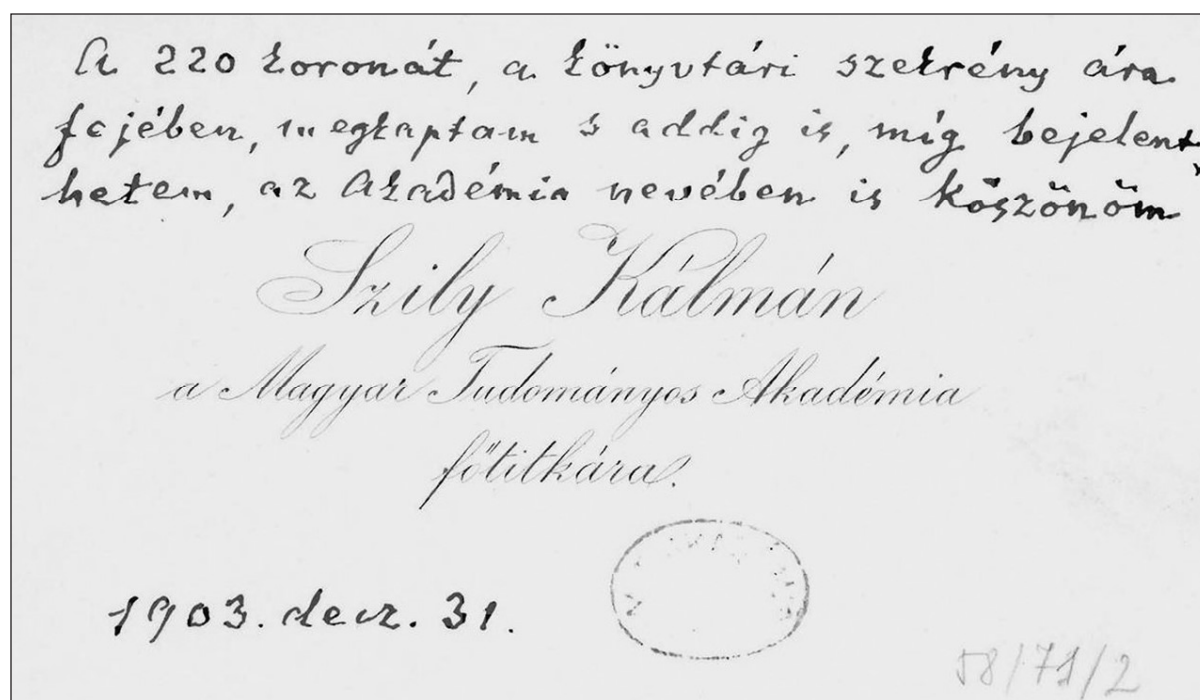 A 220 koronát, a könyvtári szekrény ára
fejében, megkaptam s addig is, míg bejelent,
hetem, az Akadémia nevében is köszönöm
Szily Kálmán
a Magyar Tudományos Akadémia
főtitkára.
1903. decz. 31.
58/71/2